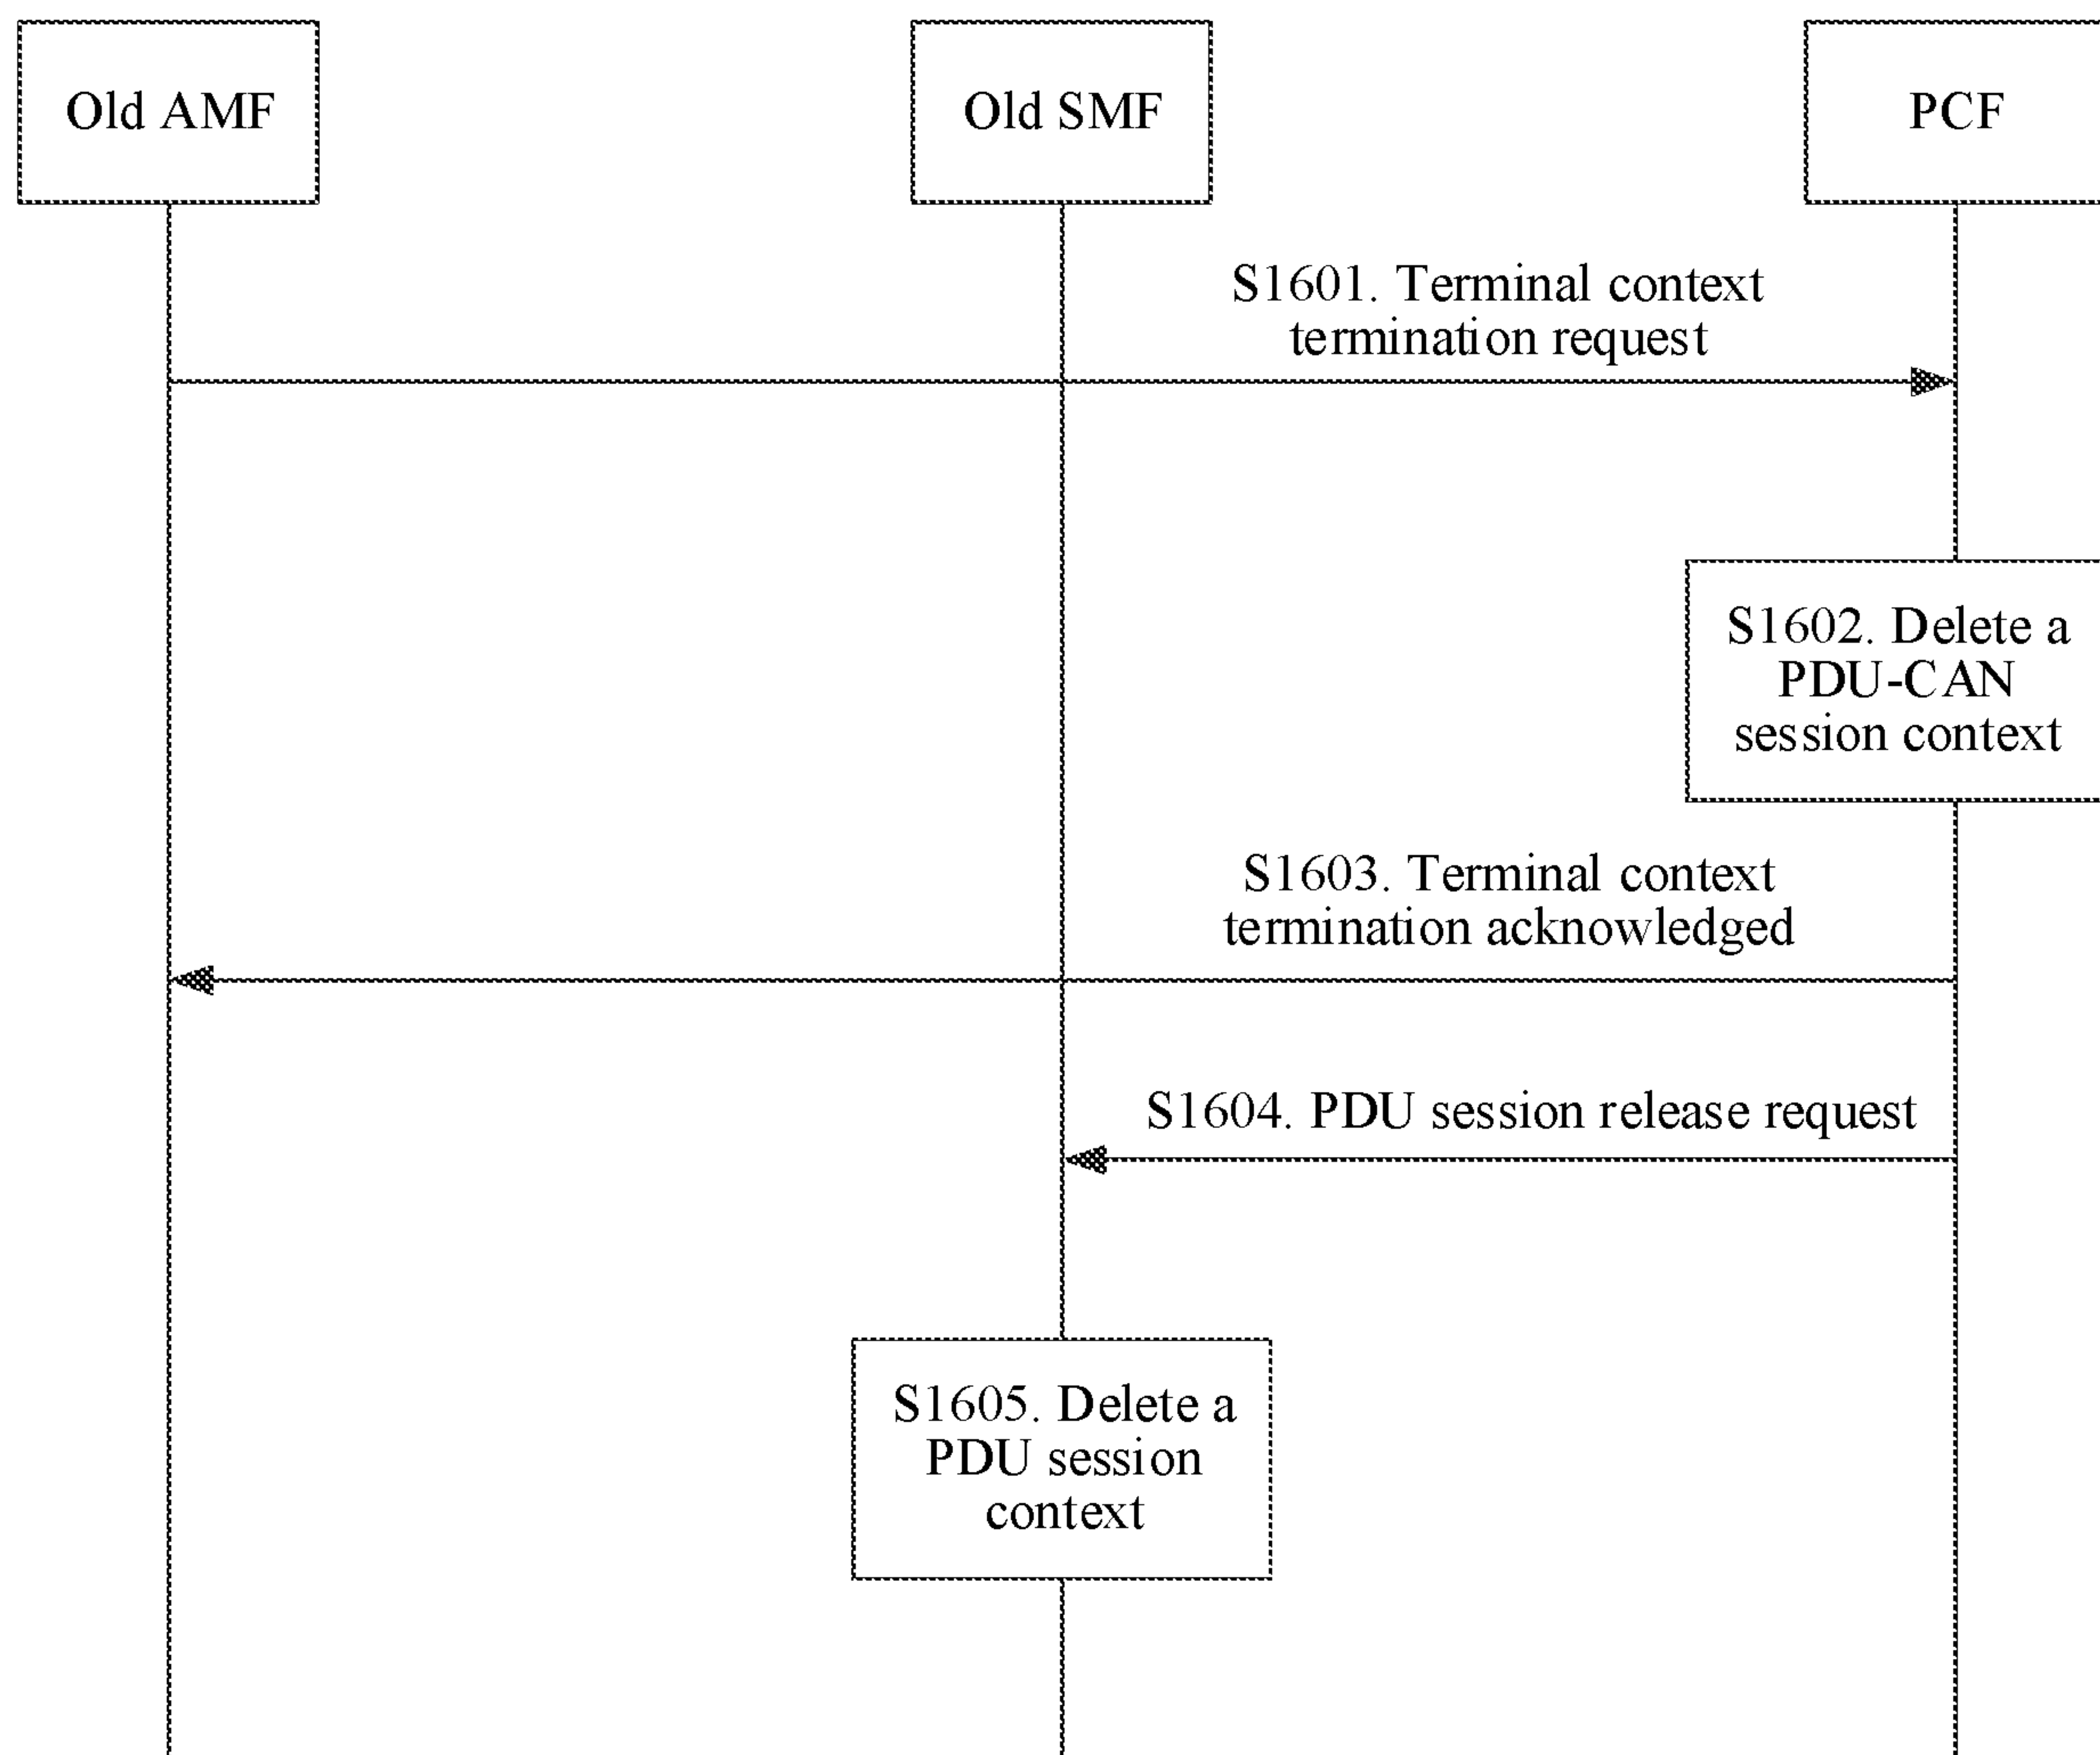 Old AMF
Old SMF
PCF
S1601. Terminal context
termination request
S1602. Delete a
PDU-CAN
session context
S1603. Terminal context
termination acknowledged
S1604. PDU session release request
S1605. Delete a
PDU session
context